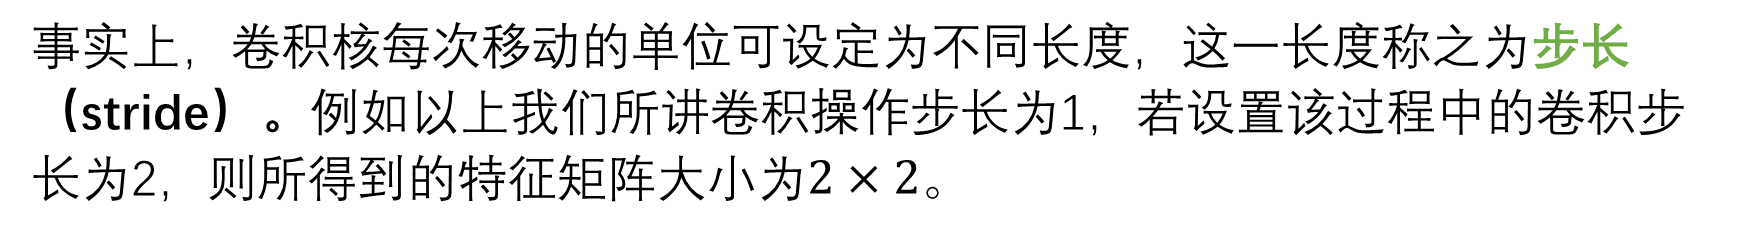 事实上，卷积核每次移动的单位可设定为不同长度，这一长度称之为步长
（stride）。例如以上我们所讲卷积操作步长为1，若设置该过程中的卷积步
长为2，则所得到的特征矩阵大小为2 × 2。